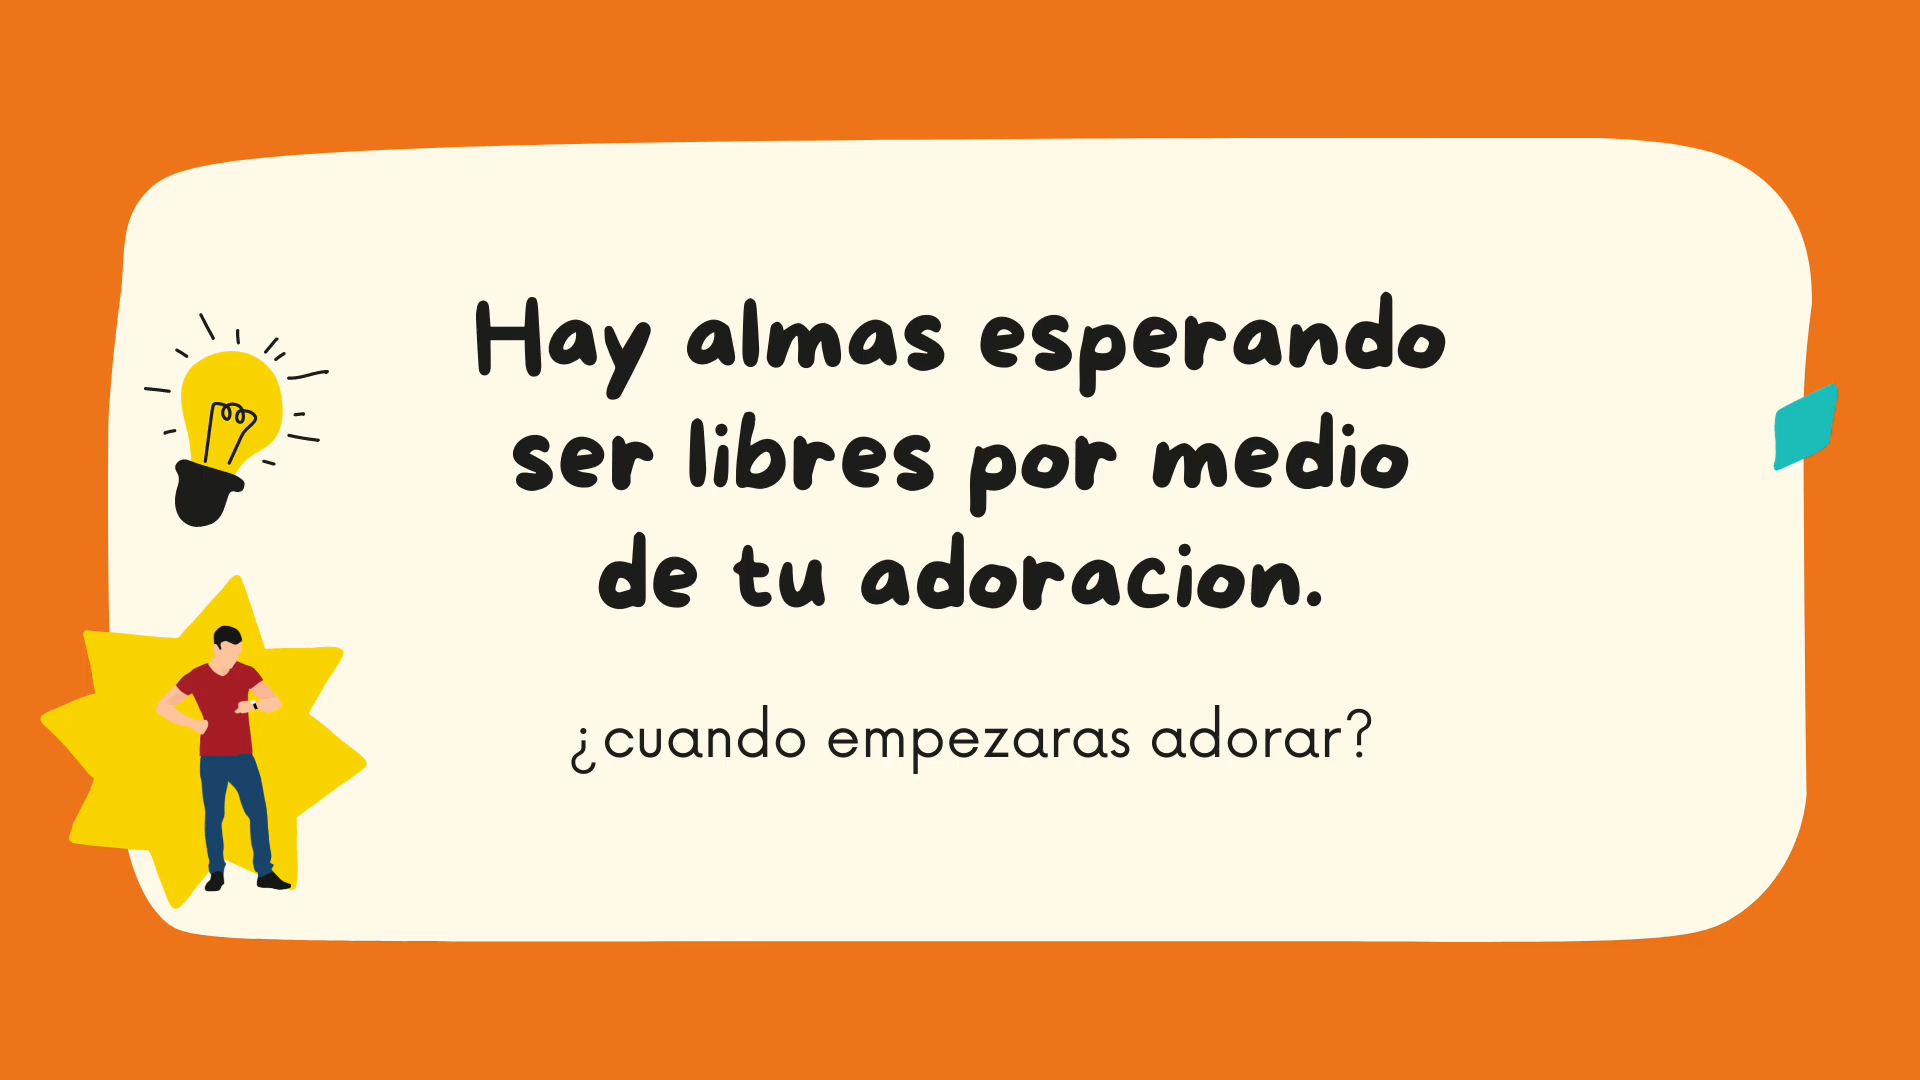 Hay almas esperando
ser libres por medio
de tu adoracion.
¿cuando empezaras adorar?